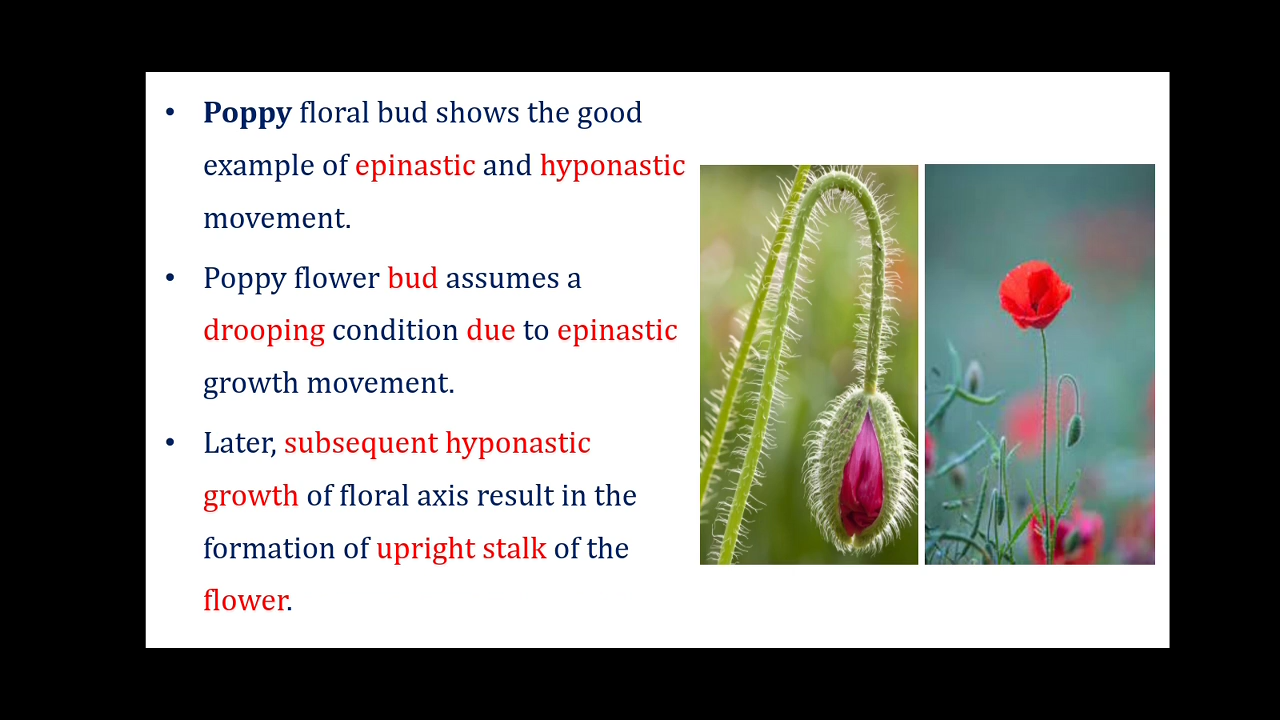 • Poppy floral bud shows the good
example of epinastic and hyponastic
movement.
• Poppy flower bud assumes a
drooping condition due to epinastic
growth movement.
• Later, subsequent hyponastic
growth of floral axis result in the
formation of upright stalk of the
flower.